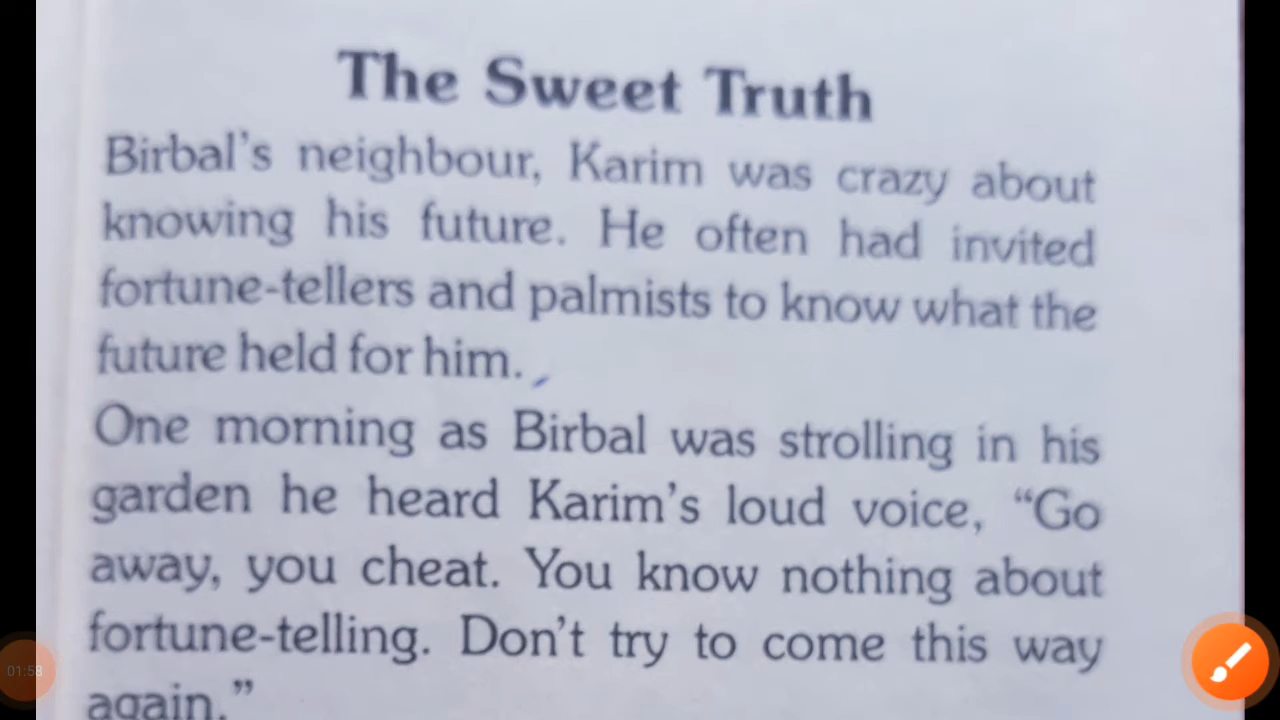 The Sweet Truth
Birbal's neighbour, Karim was crazy about
knowing his future. He often had invited
fortune-tellers and palmists to know what the
future held for him.
One morning as Birbal was strolling in his
garden he heard Karim's loud voice, “Go
away, you cheat. You know nothing about
fortune-telling. Don't try to come this way
again.”
01:58